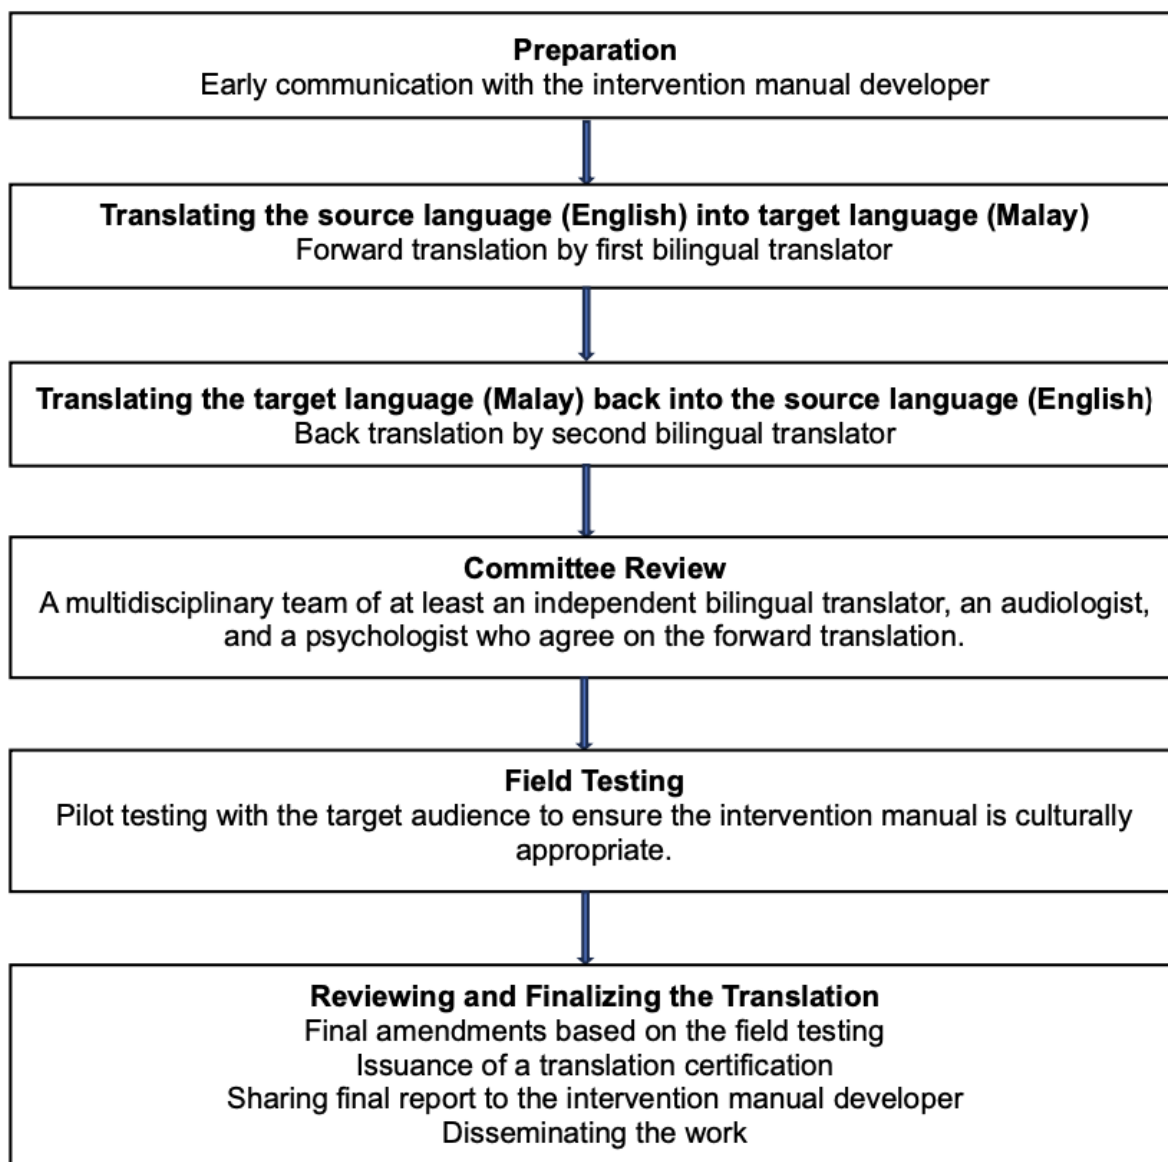 Preparation
Early communication with the intervention manual developer
Translating the source language (English) into target language (Malay)
Forward translation by first bilingual translator
Translating the target language (Malay) back into the source language (English)
Back translation by second bilingual translator
Committee Review
A multidisciplinary team of at least an independent bilingual translator, an audiologist,
and a psychologist who agree on the forward translation.
Field Testing
Pilot testing with the target audience to ensure the intervention manual is culturally
appropriate.
Reviewing and Finalizing the Translation
Final amendments based on the field testing
Issuance of a translation certification
Sharing final report to the intervention manual developer
Disseminating the work